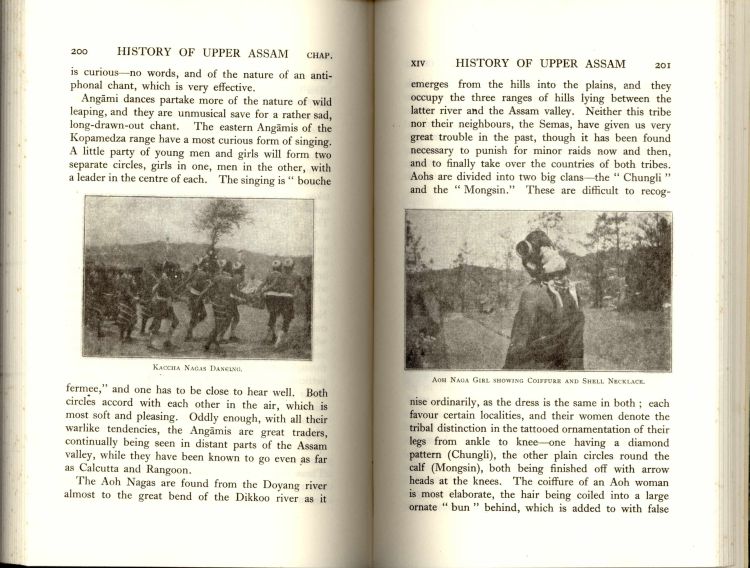 200 HISTORY OF UPPER ASSAM CHAP.
is curious—no words, and of the nature of an anti-
phonal chant, which is very effective.
Angāmi dances partake more of the nature of wild
leaping, and they are unmusical save for a rather sad,
long-drawn-out chant. The eastern Angāmis of the
Kopamedza range have a most curious form of singing.
A little party of young men and girls will form two
separate circles, girls in one, men in the other, with
a leader in the centre of each. The singing is " bouche
Kaccha Nagas Dancing.
fermee," and one has to be close to hear well. Both
circles accord with each other in the air, which is
most soft and pleasing. Oddly enough, with all their
warlike tendencies, the Angāmis are great traders,
continually being seen in distant parts of the Assam
valley, while they have been known to go even as far
as Calcutta and Rangoon.
The Aoh Nagas are found from the Doyang river
almost to the great bend of the Dikkoo river as it
XIV HISTORY OF UPPER ASSAM 201
emerges from the hills into the plains, and they
occupy the three ranges of hills lying between the
latter river and the Assam valley. Neither this tribe
nor their neighbours, the Semas, have given us very
great trouble in the past, though it has been found
necessary to punish for minor raids now and then,
and to finally take over the countries of both tribes.
Aohs are divided into two big clans—the " Chungli "
and the " Mongsin." These are difficult to recog-
Aoh Naga Girl showing Coiffure and Shell Necklace.
nise ordinarily, as the dress is the same in both ; each
favour certain localities, and their women denote the
tribal distinction in the tattooed ornamentation of their
legs from ankle to knee—one having a diamond
pattern (Chungli), the other plain circles round the
calf (Mongsin), both being finished off with arrow
heads at the knees. The coiffure of an Aoh woman
is most elaborate, the hair being coiled into a large
ornate " bun " behind, which is added to with false